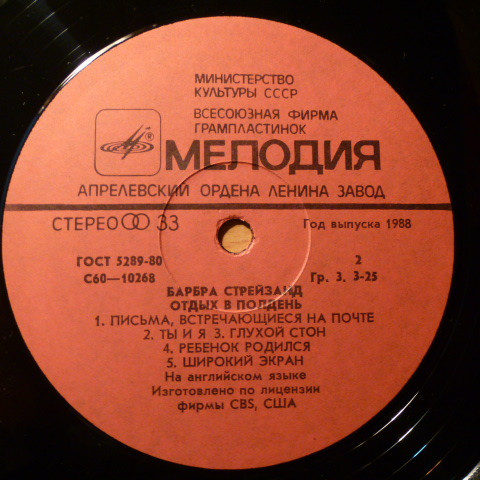 МИНИСТЕРСТВО
КУЛЬТУРЫ СССР
ВСЕСОЮЗНАЯ ФИРМА
ГРАМПЛАСТИНОК
®
МЕЛОДИЯ
АПРЕЛЕВСКИЙ ОРДЕНА ЛЕНИНА ЗАВОД
СТЕРЕО 33
Год выпуска 1988
ГОСТ 5289-80
2
С60—10268
Гр. 3. 3-25
БАРБРА СТРЕЙЗАНД
ОТДЫХ В ПОЛДЕНЬ
1. ПИСЬМА, ВСТРЕЧАЮЩИЕСЯ НА ПОЧТЕ
2. ТЫ И Я 3. ГЛУХОЙ СТОН
4. РЕБЕНОК РОДИЛСЯ
5. ШИРОКИЙ ЭКРАН
На английском языке
Изготовлено по лицензии
фирмы CBS, США